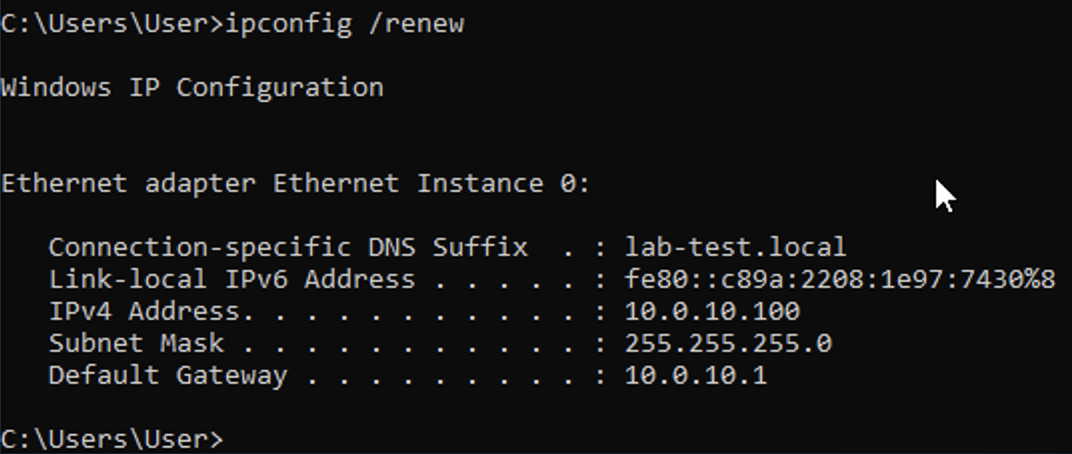 C:\Users\User>ipconfig /renew
Windows IP Configuration
Ethernet adapter Ethernet Instance 0:
   Connection-specific DNS Suffix  . : lab-test.local
   Link-local IPv6 Address . . . . . : fe80::c89a:2208:1e97:7430%8
   IPv4 Address. . . . . . . . . . . : 10.0.10.100
   Subnet Mask . . . . . . . . . . . : 255.255.255.0
   Default Gateway . . . . . . . . . : 10.0.10.1
C:\Users\User>